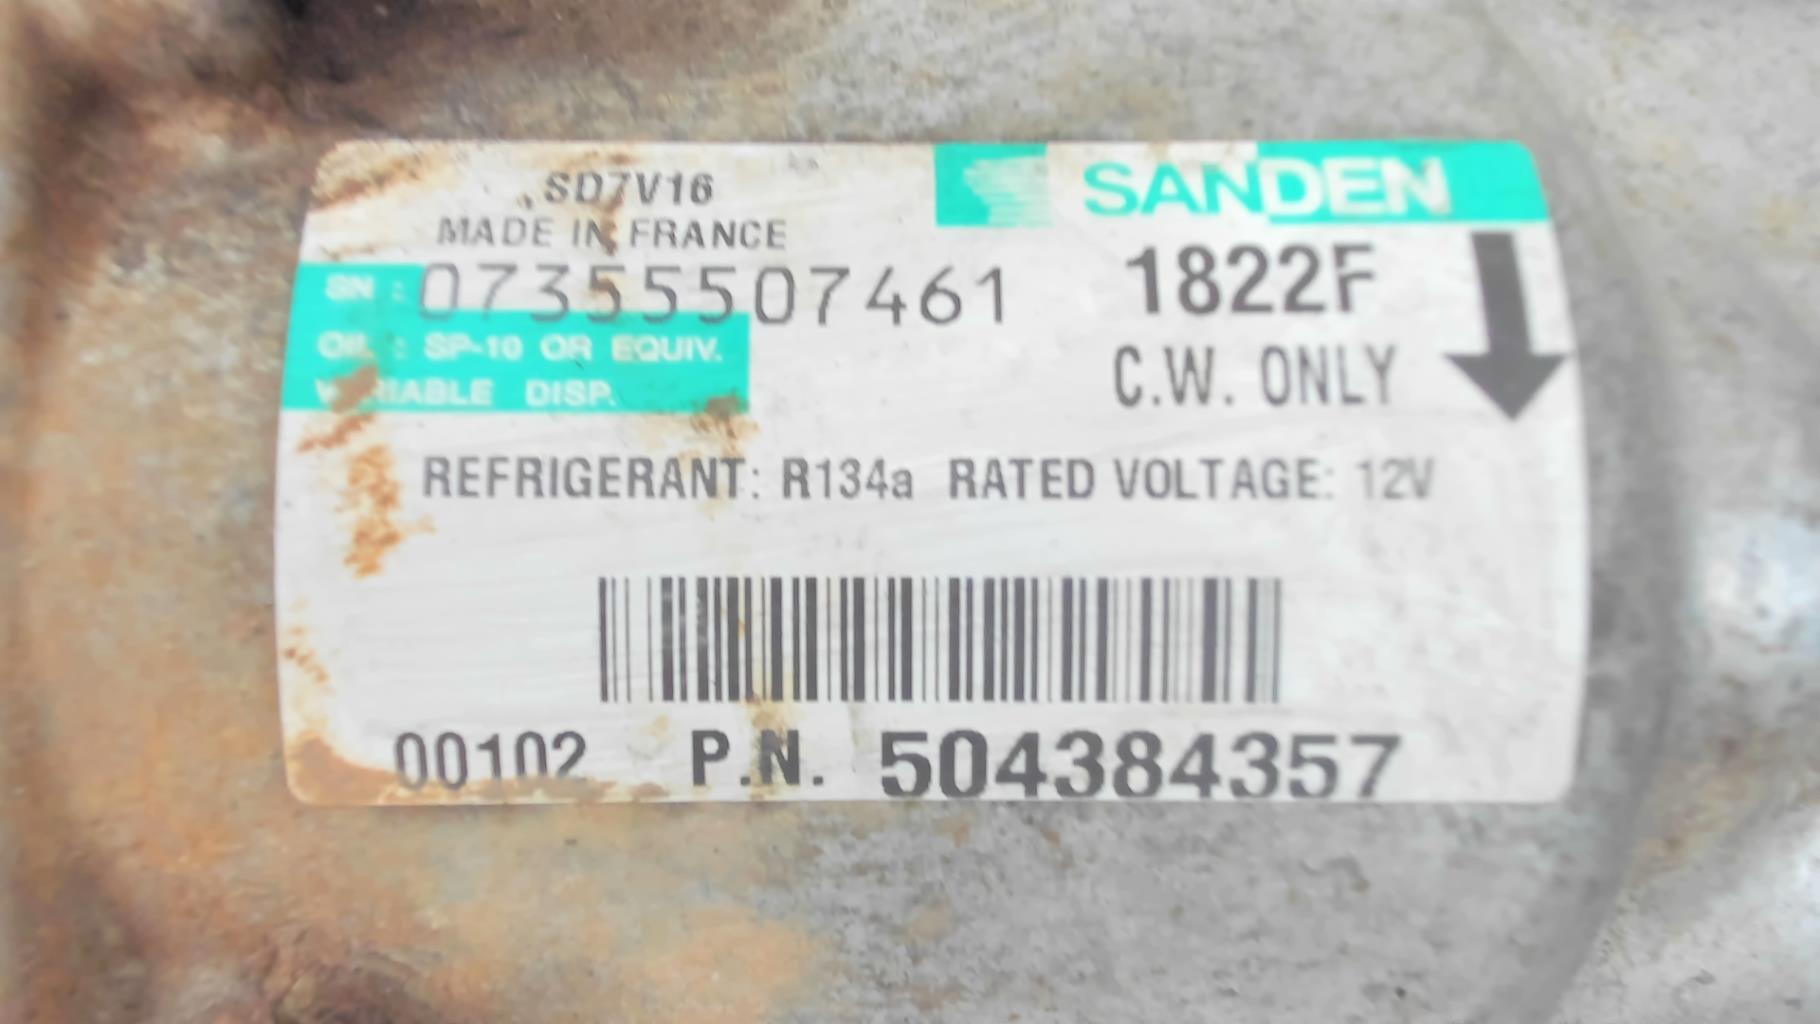 SD7V16
SANDEN
MADE IN FRANCE
SN : 07355507461
1822F
OIL : SP-10 OR EQUIV.
C.W. ONLY
VARIABLE DISP.
REFRIGERANT: R134a RATED VOLTAGE: 12V
00102 P.N. 504384357